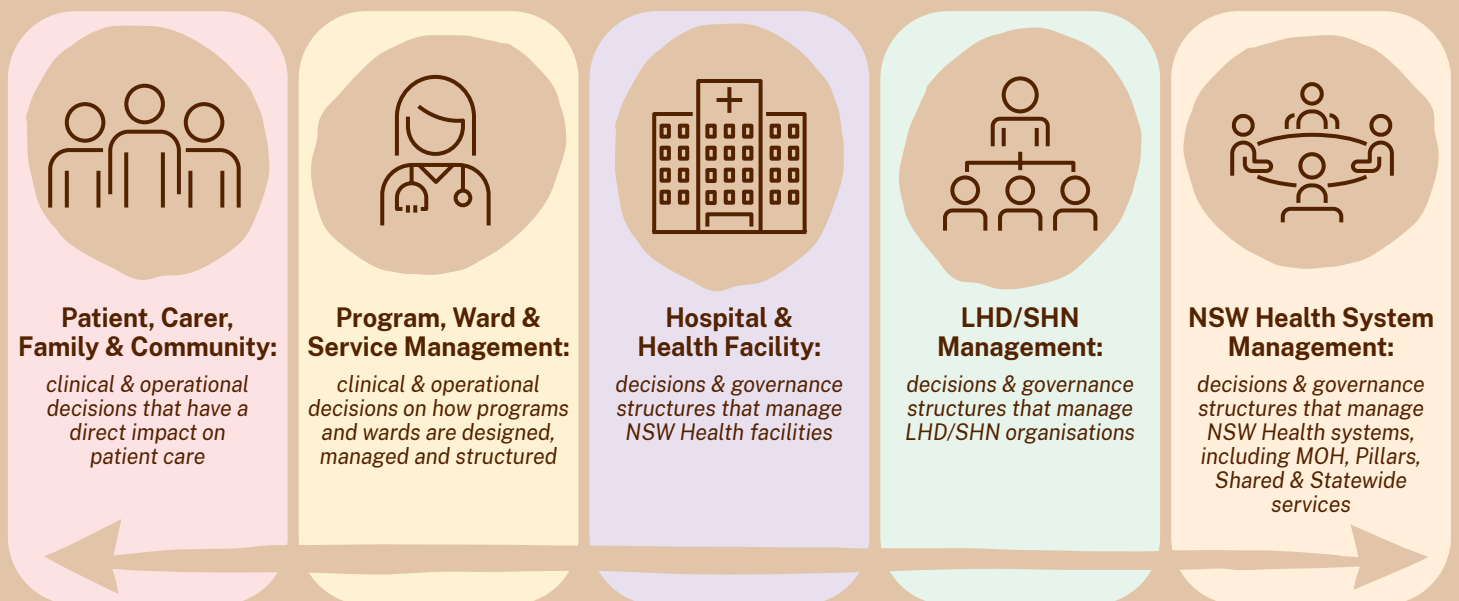 Patient, Carer,
Family & Community:
clinical & operational
decisions that have a
direct impact on
patient care
Program, Ward &
Service Management:
clinical & operational
decisions on how programs
and wards are designed,
managed and structured
Hospital &
Health Facility:
decisions & governance
structures that manage
NSW Health facilities
LHD/SHN
Management:
decisions & governance
structures that manage
LHD/SHN organisations
NSW Health System
Management:
decisions & governance
structures that manage
NSW Health systems,
including MOH, Pillars,
Shared & Statewide
services